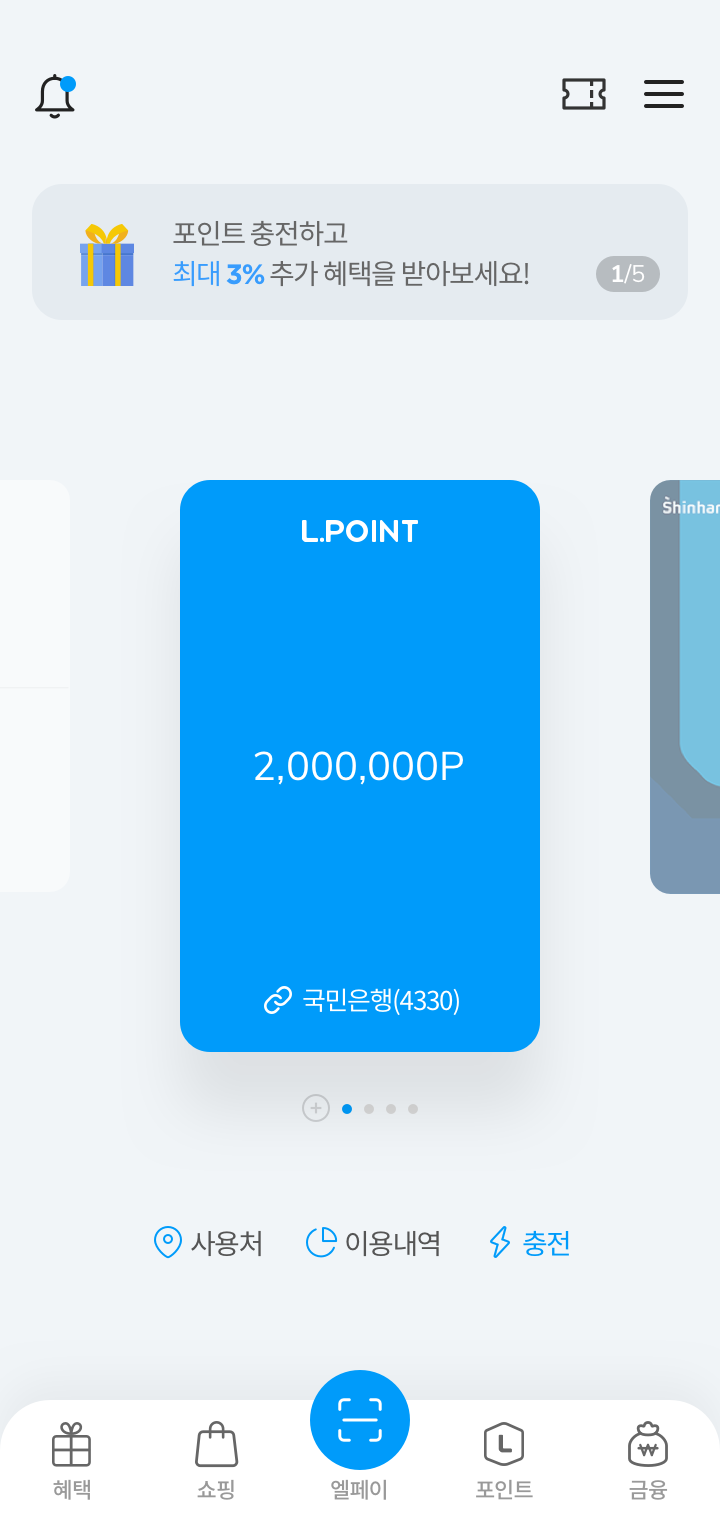 포인트 충전하고
최대 3% 추가 혜택을 받아보세요!
1/5
L.POINT
Shinhan
2,000,000P
국민은행(4330)
사용처 이용내역 충전
혜택 쇼핑 엘페이 포인트 금융